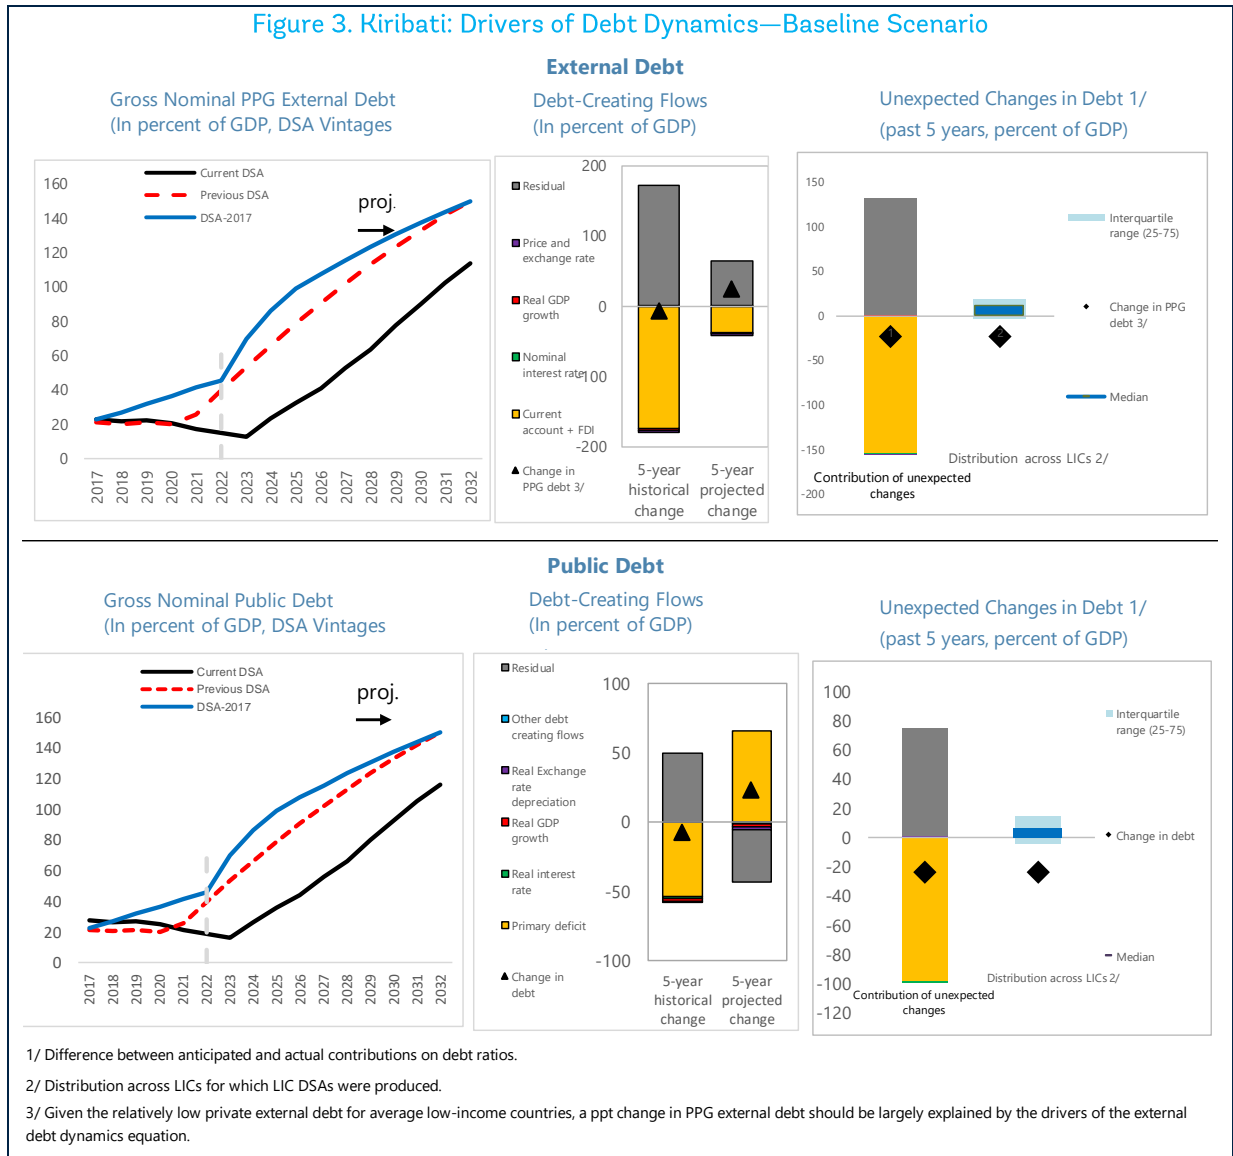 Figure 3. Kiribati: Drivers of Debt Dynamics—Baseline Scenario
External Debt
Gross Nominal PPG External Debt
(In percent of GDP, DSA Vintages
Current DSA
Previous DSA
DSA-2017
proj.
160
140
120
100
80
60
40
20
0
2017
2018
2019
2020
2021
2022
2023
2024
2025
2026
2027
2028
2029
2030
2031
2032
Debt-Creating Flows
(In percent of GDP)
Residual
Price and
exchange rate
Real GDP
growth
Nominal
interest rate
Current
account + FDI
Change in
PPG debt 3/
200
100
0
-100
-200
5-year
historical
change
5-year
projected
change
Unexpected Changes in Debt 1/
(past 5 years, percent of GDP)
150
100
50
0
-50
-100
-150
-200
1
2
Interquartile
range (25-75)
Change in PPG
debt 3/
Median
Distribution across LICs 2/
Contribution of unexpected
changes
Public Debt
Gross Nominal Public Debt
(In percent of GDP, DSA Vintages
Current DSA
Previous DSA
DSA-2017
proj.
160
140
120
100
80
60
40
20
0
2017
2018
2019
2020
2021
2022
2023
2024
2025
2026
2027
2028
2029
2030
2031
2032
Debt-Creating Flows
(In percent of GDP)
Residual
Other debt
creating flows
Real Exchange
rate
depreciation
Real GDP
growth
Real interest
rate
Primary deficit
Change in
debt
100
50
0
-50
-100
5-year
historical
change
5-year
projected
change
Unexpected Changes in Debt 1/
(past 5 years, percent of GDP)
100
80
60
40
20
0
-20
-40
-60
-80
-100
-120
Interquartile
range (25-75)
Change in debt
Median
Distribution across LICs 2/
Contribution of unexpected
changes
1/ Difference between anticipated and actual contributions on debt ratios.
2/ Distribution across LICs for which LIC DSAs were produced.
3/ Given the relatively low private external debt for average low-income countries, a ppt change in PPG external debt should be largely explained by the drivers of the external
debt dynamics equation.